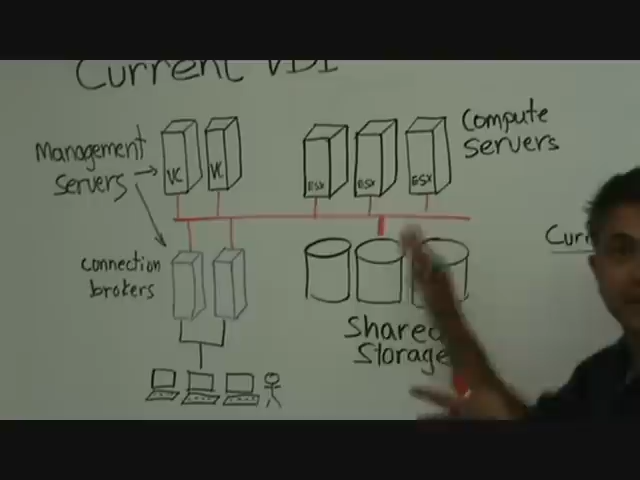 Current VDI
Management
servers
VC
VC
ESX
ESX
ESX
Compute
servers
Connection
brokers
Shared
Storage